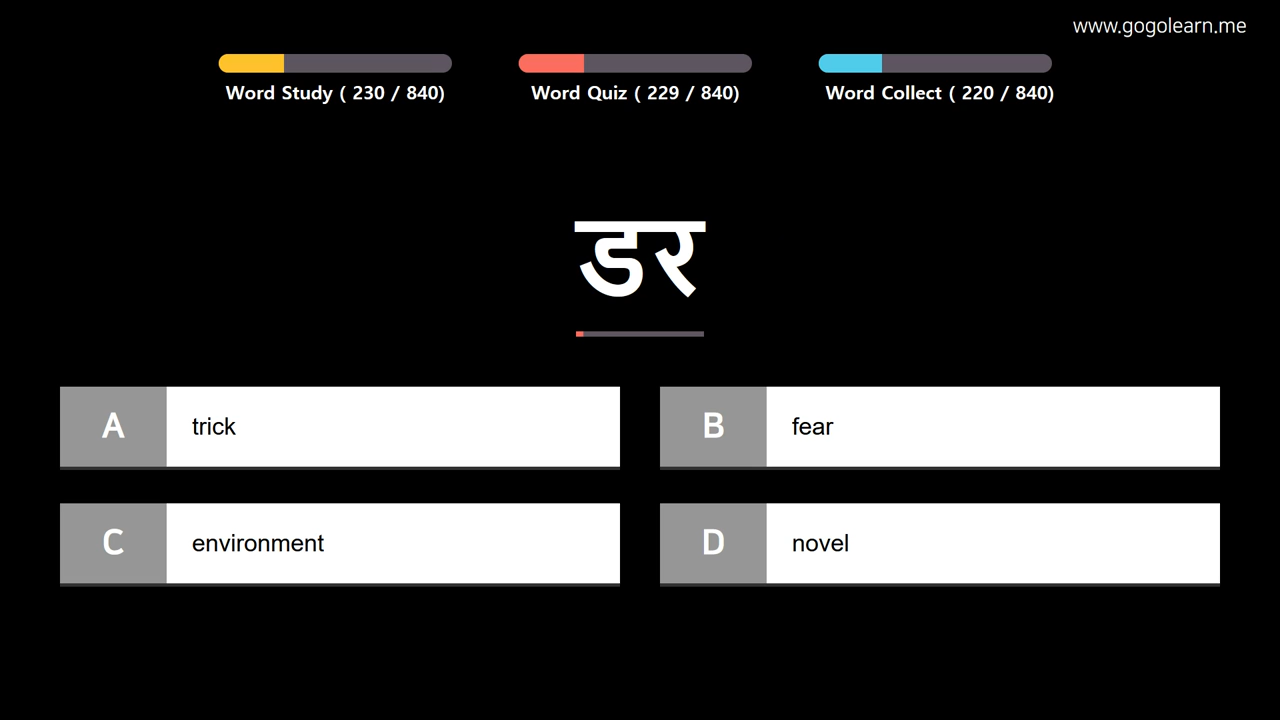 www.gogolearn.me
Word Study ( 230 / 840)
Word Quiz ( 229 / 840)
Word Collect ( 220 / 840)
डर
A trick
B fear
C environment
D novel